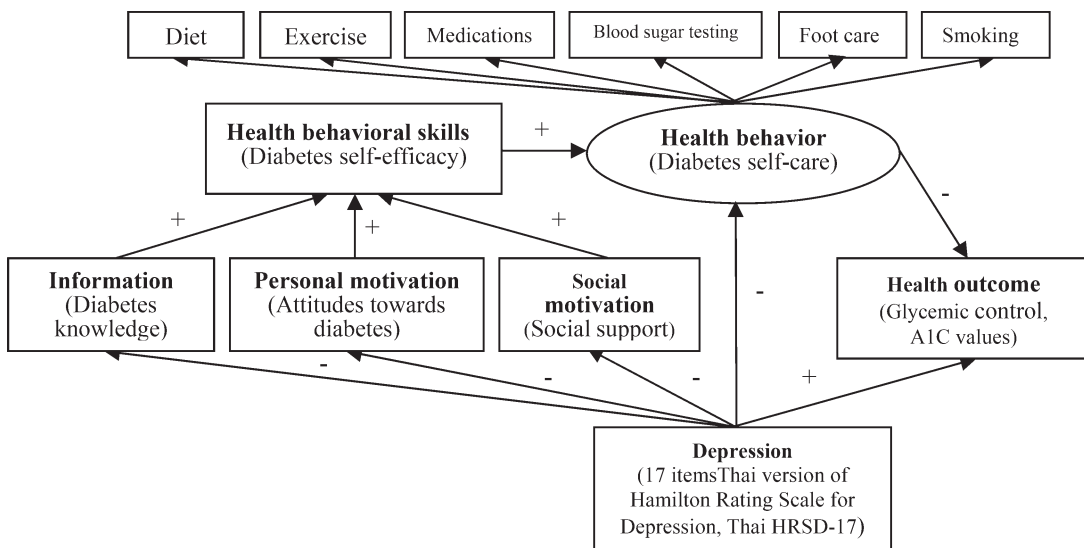 Diet
Exercise
Medications
Blood sugar testing
Foot care
Smoking
Health behavioral skills
(Diabetes self-efficacy)
+
Health behavior
(Diabetes self-care)
-
+
+
+
Information
(Diabetes
knowledge)
Personal motivation
(Attitudes towards
diabetes)
Social
motivation
(Social support)
-
Health outcome
(Glycemic control,
A1C values)
-
-
-
+
Depression
(17 itemsThai version of
Hamilton Rating Scale for
Depression, Thai HRSD-17)